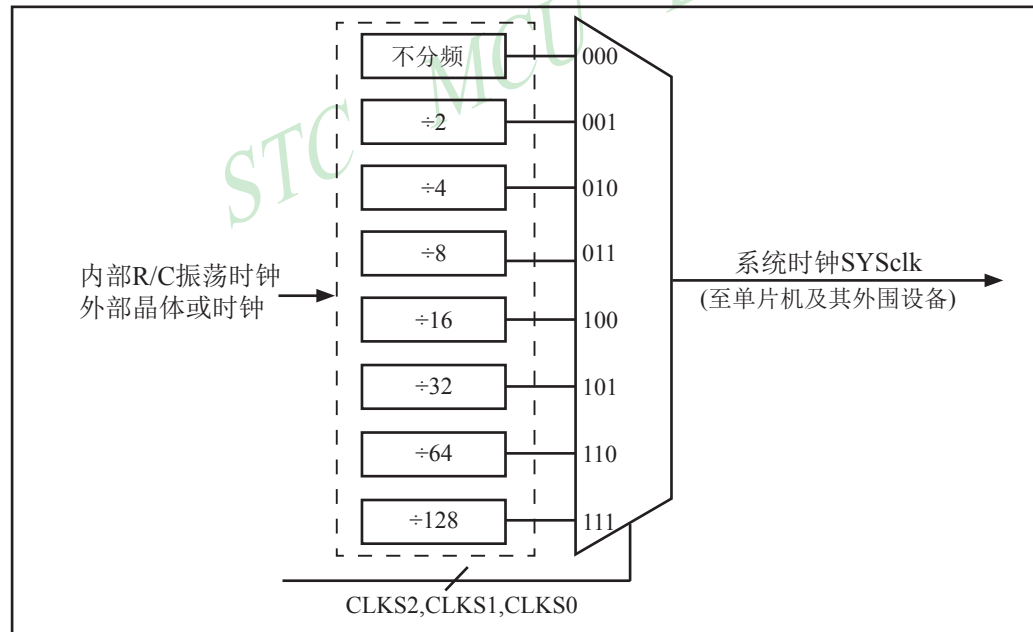 STC MCU
不分频
000
÷2
001
÷4
010
÷8
011
内部R/C振荡时钟
外部晶体或时钟
系统时钟SYSclk
(至单片机及其外围设备)
÷16
100
÷32
101
÷64
110
÷128
111
CLKS2,CLKS1,CLKS0